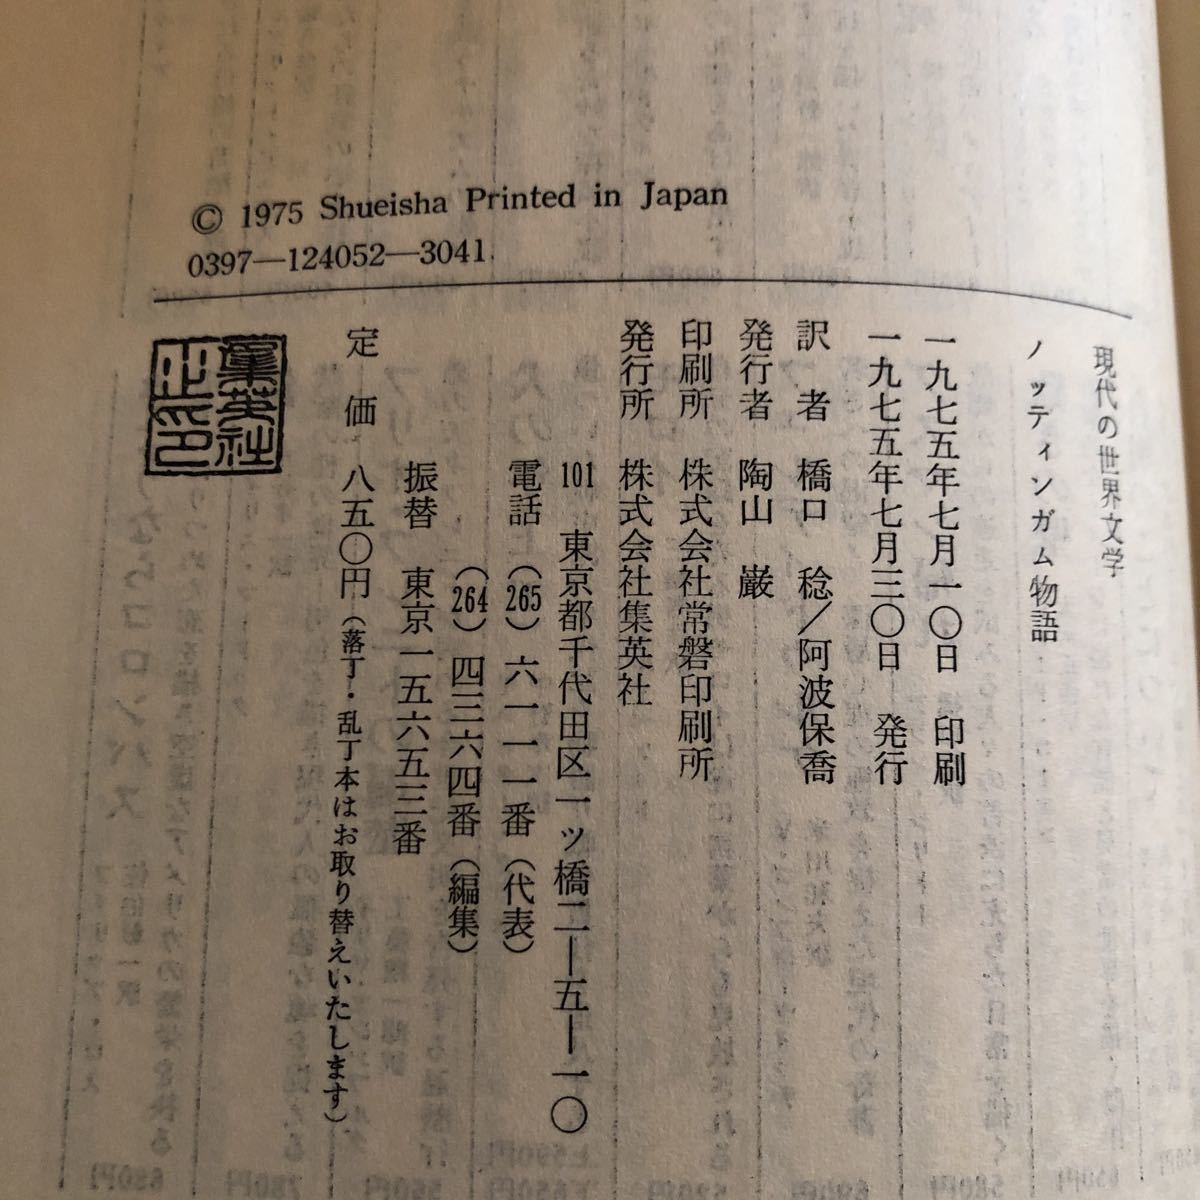 © 1975 Shueisha Printed in Japan
0397—124052—3041
現代の世界文学
ノッティンガム物語
一九七五年七月一〇日 印刷
一九七五年七月三〇日 発行
訳者 橋口 稔／阿波保喬
発行者 陶山 巌
印刷所 株式会社常磐印刷所
発行所 株式会社集英社
101 東京都千代田区一ツ橋二—五—一〇
電話（265）六一一一番（代表）
（264）四三六四番（編集）
振替 東京一五六五三番
定価 八五〇円（落丁・乱丁本はお取り替えいたします）
集英社之印